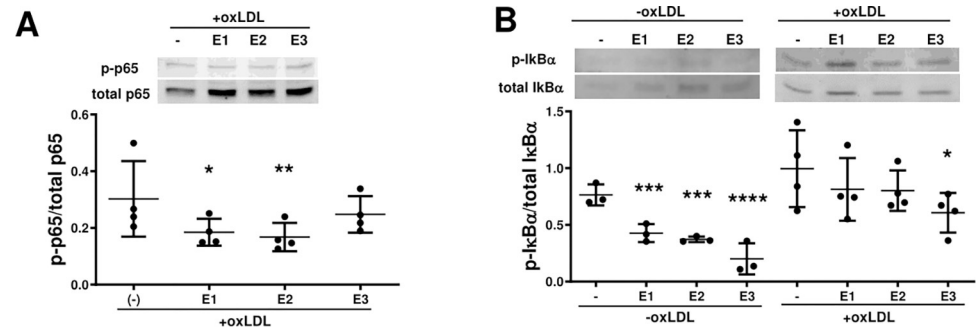 A
+oxLDL
- E1 E2 E3
p-p65
total p65
p-p65/total p65
0.6
0.4
0.2
0.0
* **
(-) E1 E2 E3
+oxLDL
B
-oxLDL +oxLDL
- E1 E2 E3 - E1 E2 E3
p-IkBα
total IkBα
p-IκBα/total IκBα
1.5
1.0
0.5
0.0
*** *** **** *
- E1 E2 E3 - E1 E2 E3
-oxLDL +oxLDL